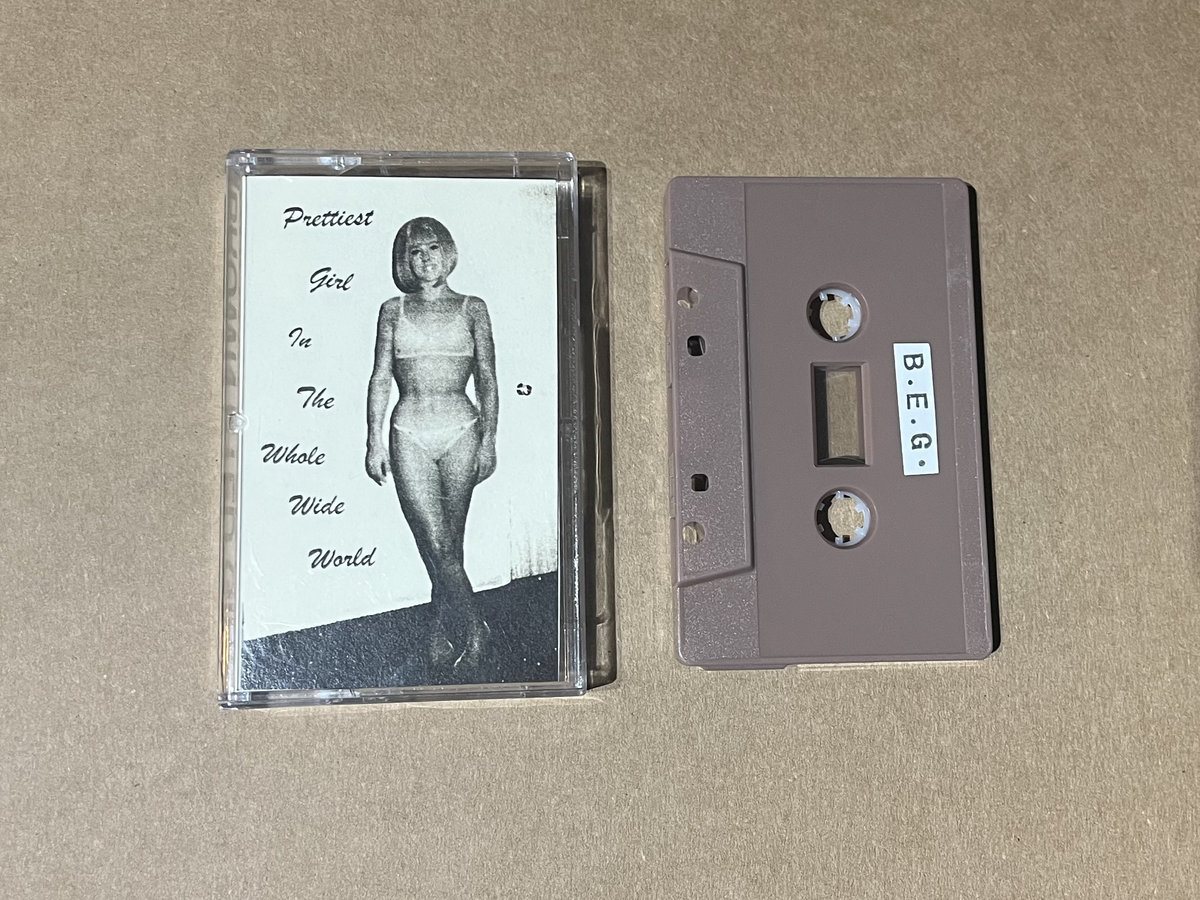 Prettiest
Girl
In
The
Whole
Wide
World
B.E.G.